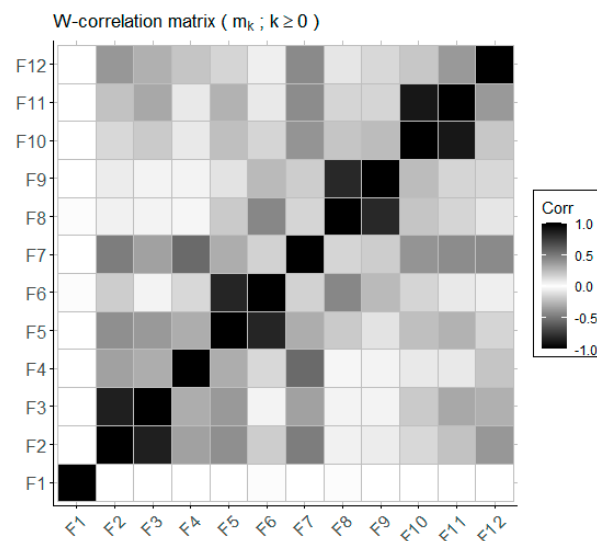 W-correlation matrix ( mk ; k ≥ 0 )
F12
F11
F10
F9
F8
F7
F6
F5
F4
F3
F2
F1
F1 F2 F3 F4 F5 F6 F7 F8 F9 F10 F11 F12
Corr
1.0
0.5
0.0
-0.5
-1.0